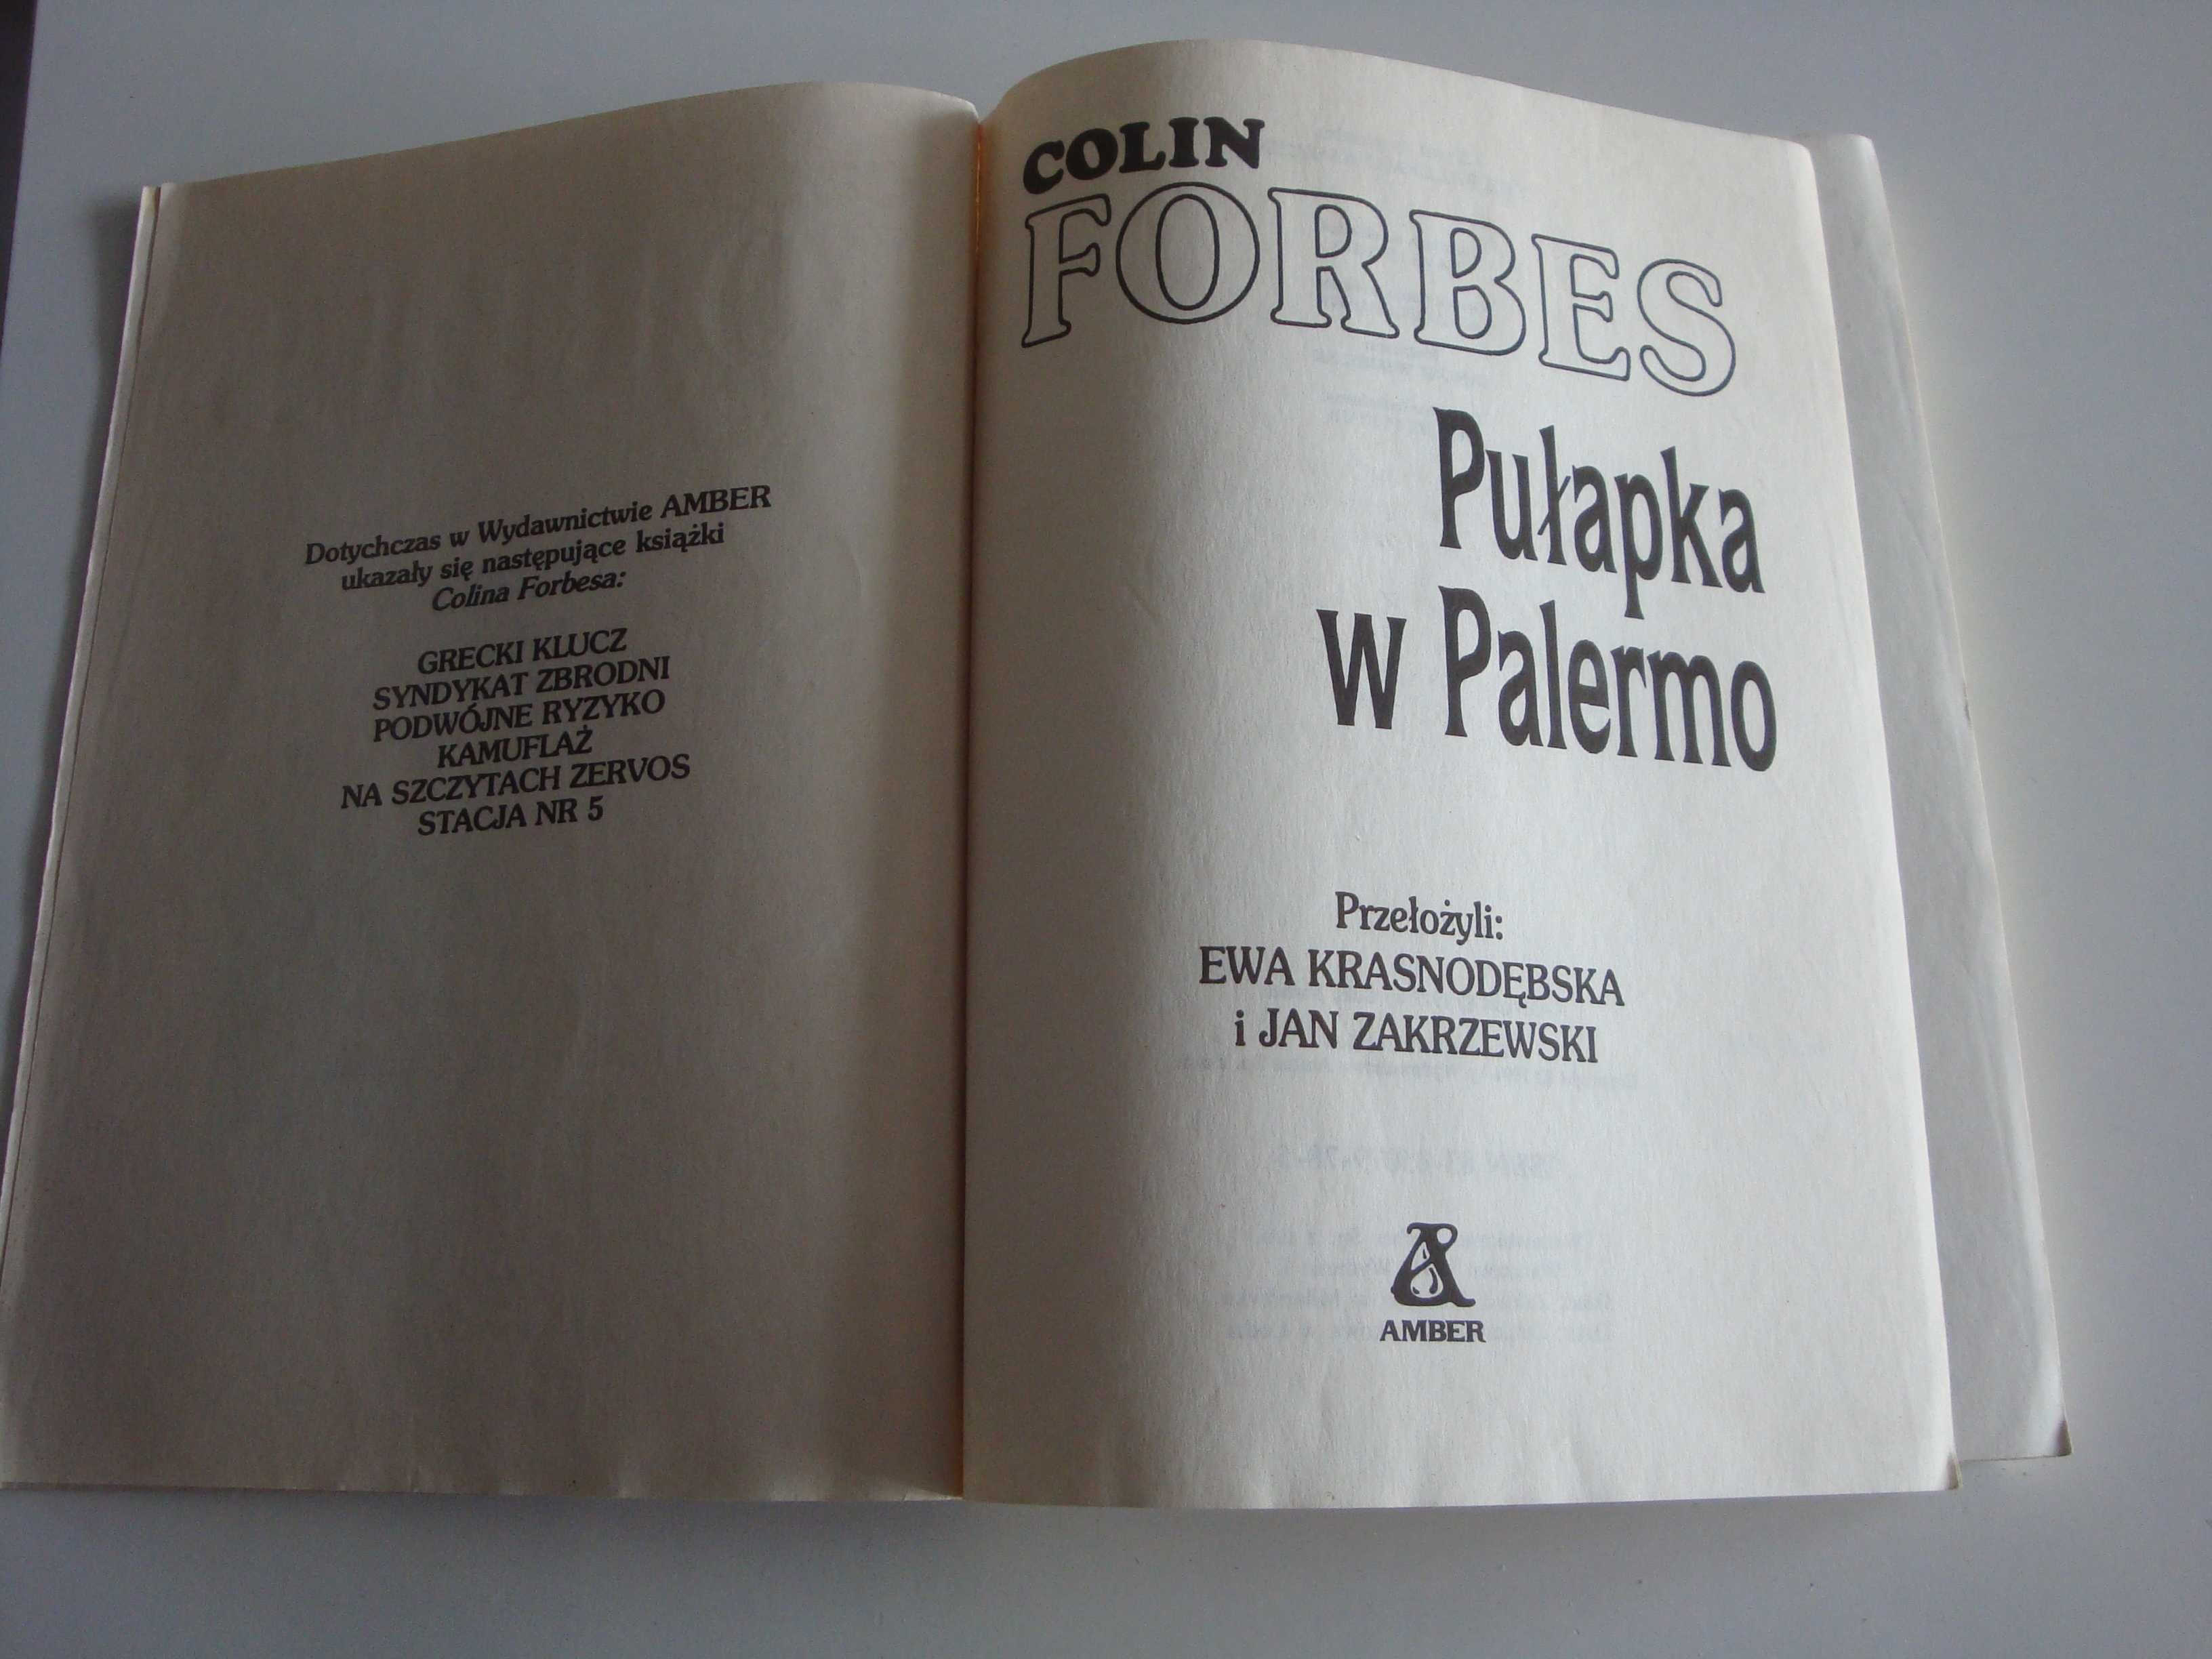 Dotychczas w Wydawnictwie AMBER
ukazały się następujące książki
Colina Forbesa:
GRECKI KLUCZ
SYNDYKAT ZBRODNI
PODWÓJNE RYZYKO
KAMUFLAŻ
NA SZCZYTACH ZERVOS
STACJA NR 5
COLIN
FORBES
Pułapka
w Palermo
Przełożyli:
EWA KRASNODĘBSKA
i JAN ZAKRZEWSKI
AMBER